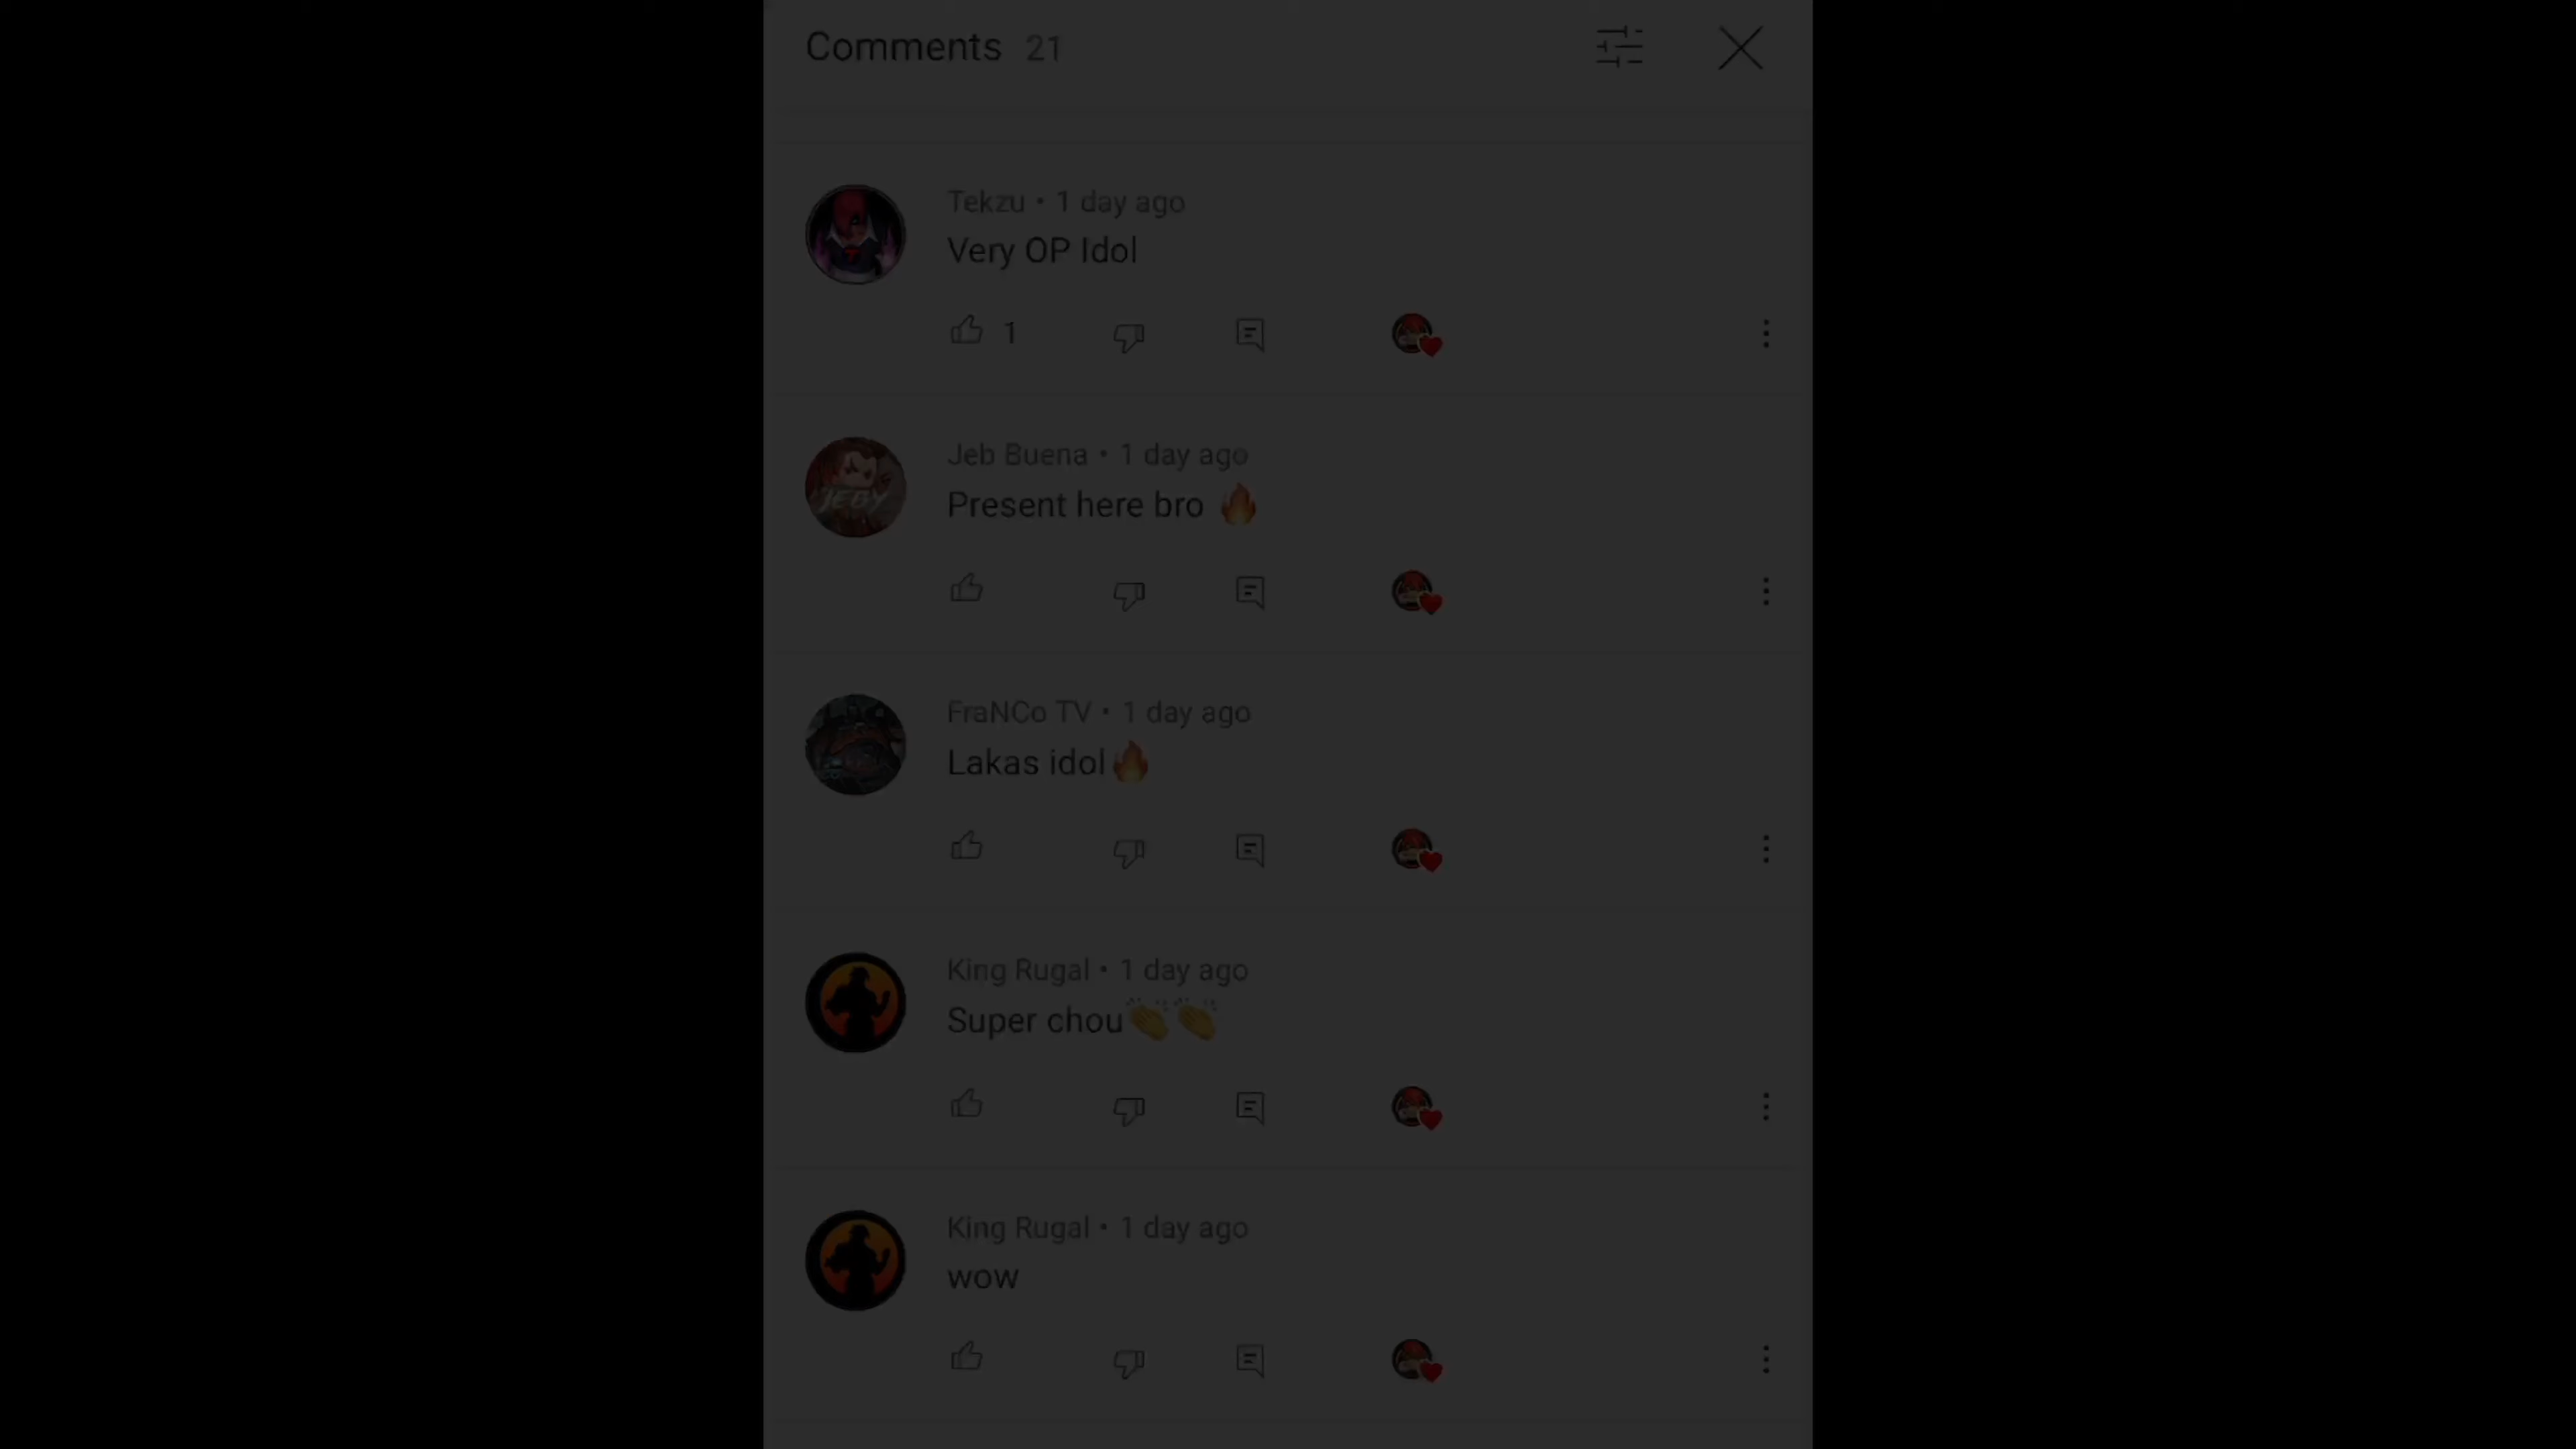 Comments 21
Tekzu • 1 day ago
Very OP Idol
1
Jeb Buena • 1 day ago
JEBY
Present here bro 🔥
FraNCo TV • 1 day ago
Lakas idol🔥
King Rugal • 1 day ago
Super chou👏👏
King Rugal • 1 day ago
wow